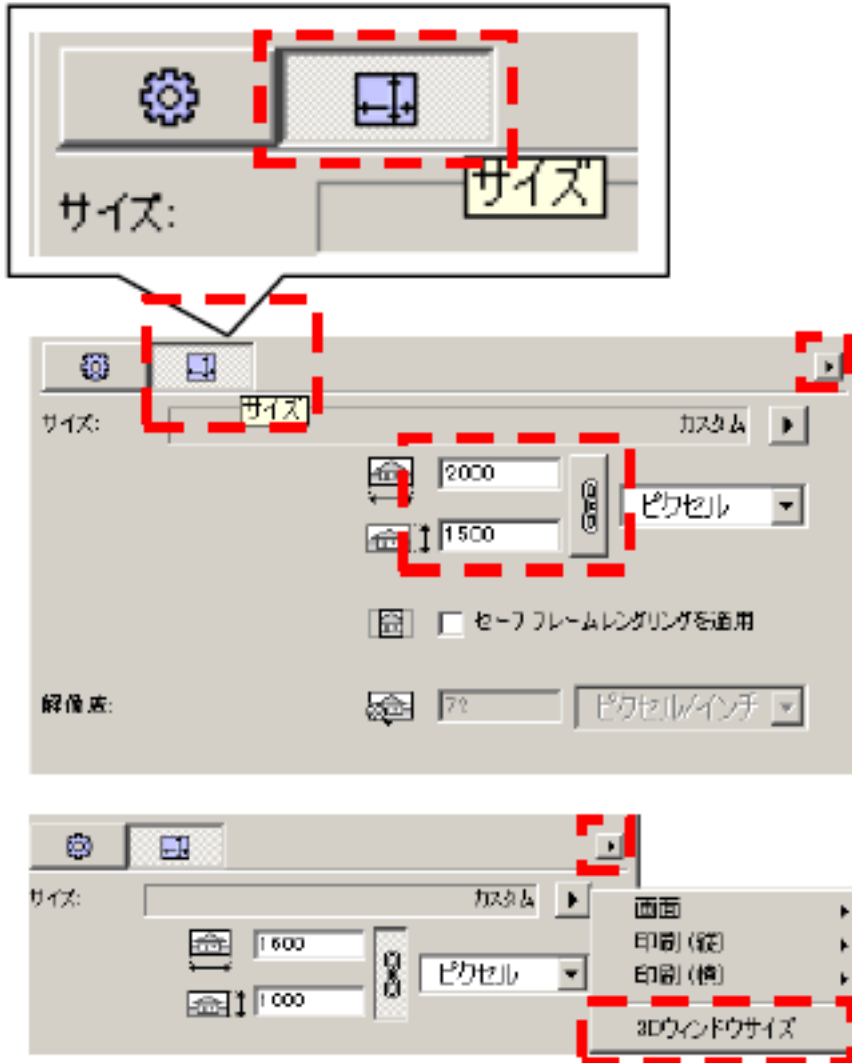 サイズ
サイズ:
サイズ
サイズ:
カスタム
2000
ピクセル
1500
セーフフレームレンダリングを適用
解像度:
72
ピクセル/インチ
サイズ:
カスタム
画面
1600
印刷(縦)
ピクセル
印刷(横)
1000
3Dウィンドウサイズ